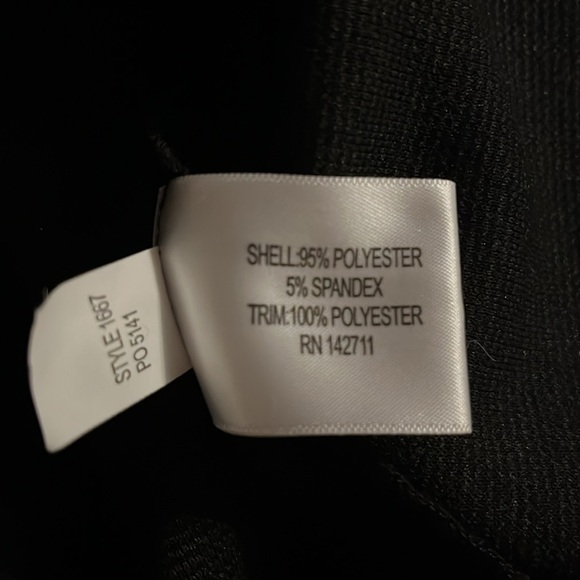 SHELL:95% POLYESTER
5% SPANDEX
TRIM:100% POLYESTER
RN 142711
STYLE 1667
PO 5141